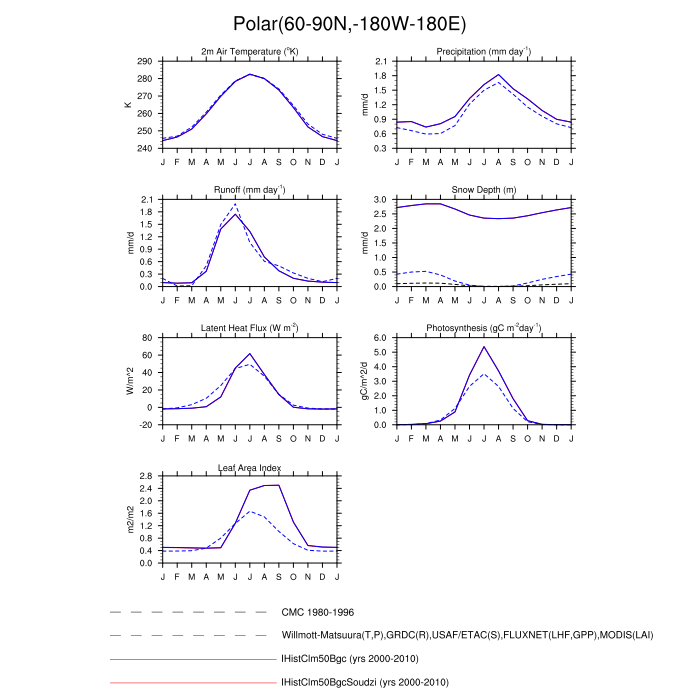 Polar(60-90N,-180W-180E)
2m Air Temperature (°K)
Precipitation (mm day-1)
290
280
270
260
250
240
K
J F M A M J J A S O N D J
2.1
1.8
1.5
1.2
0.9
0.6
0.3
mm/d
J F M A M J J A S O N D J
Runoff (mm day-1)
Snow Depth (m)
2.1
1.8
1.5
1.2
0.9
0.6
0.3
0.0
mm/d
J F M A M J J A S O N D J
3.0
2.5
2.0
1.5
1.0
0.5
0.0
mm/d
J F M A M J J A S O N D J
Latent Heat Flux (W m-2)
Photosynthesis (gC m-2day-1)
80
60
40
20
0
-20
W/m^2
J F M A M J J A S O N D J
6.0
5.0
4.0
3.0
2.0
1.0
0.0
gC/m^2/d
J F M A M J J A S O N D J
Leaf Area Index
2.8
2.4
2.0
1.6
1.2
0.8
0.4
0.0
m2/m2
J F M A M J J A S O N D J
CMC 1980-1996
Willmott-Matsuura(T,P),GRDC(R),USAF/ETAC(S),FLUXNET(LHF,GPP),MODIS(LAI)
IHistClm50Bgc (yrs 2000-2010)
IHistClm50BgcSoudzi (yrs 2000-2010)